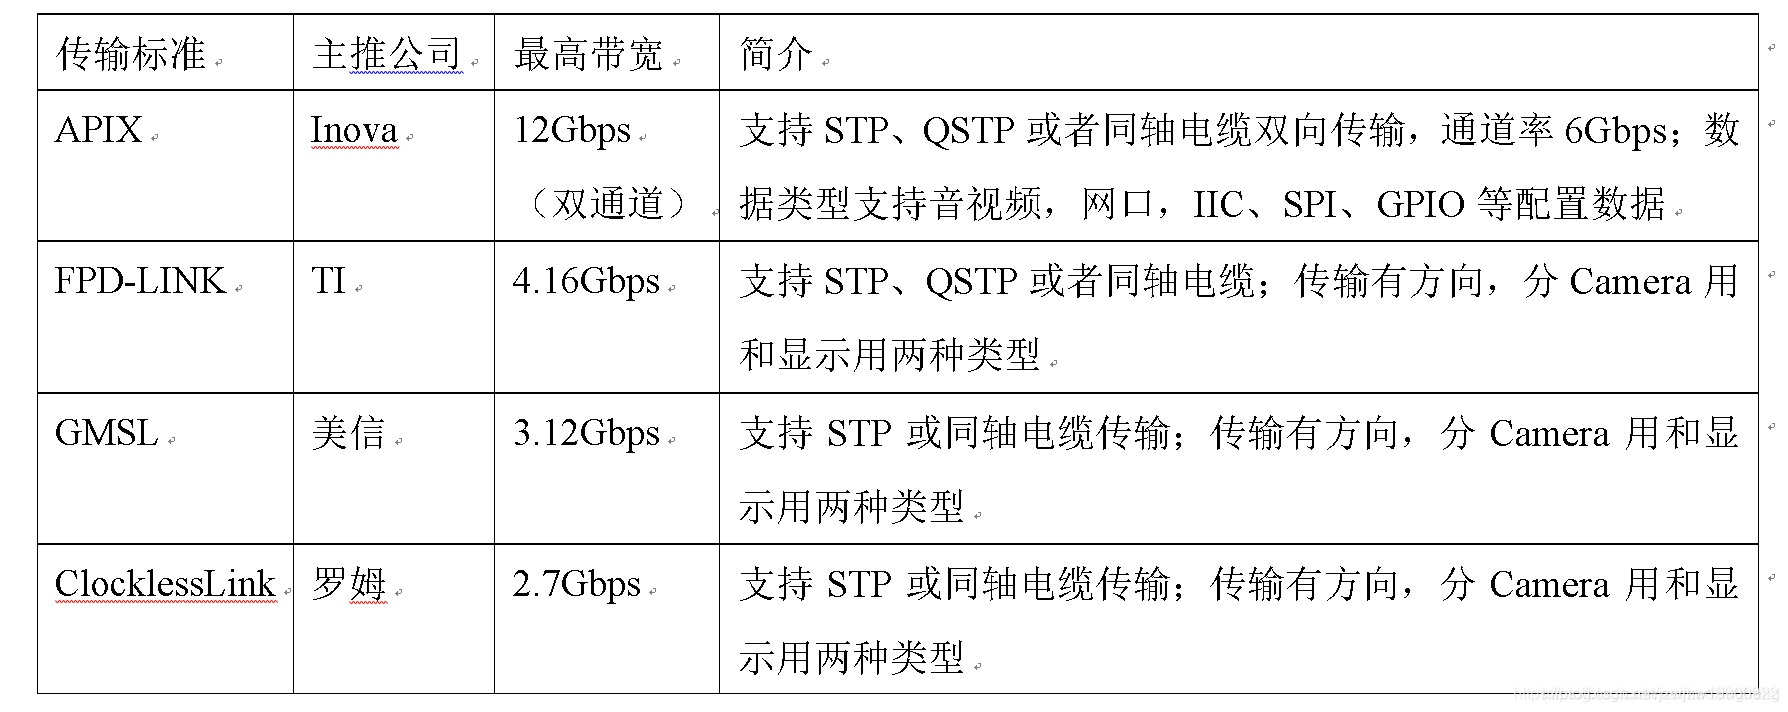 传输标准 主推公司 最高带宽 简介
APIX Inova 12Gbps 支持 STP、QSTP 或者同轴电缆双向传输，通道率 6Gbps；数
（双通道） 据类型支持音视频，网口，IIC、SPI、GPIO 等配置数据
FPD-LINK TI 4.16Gbps 支持 STP、QSTP 或者同轴电缆；传输有方向，分 Camera 用
和显示用两种类型
GMSL 美信 3.12Gbps 支持 STP 或同轴电缆传输；传输有方向，分 Camera 用和显
示用两种类型
ClocklessLink 罗姆 2.7Gbps 支持 STP 或同轴电缆传输；传输有方向，分 Camera 用和显
示用两种类型